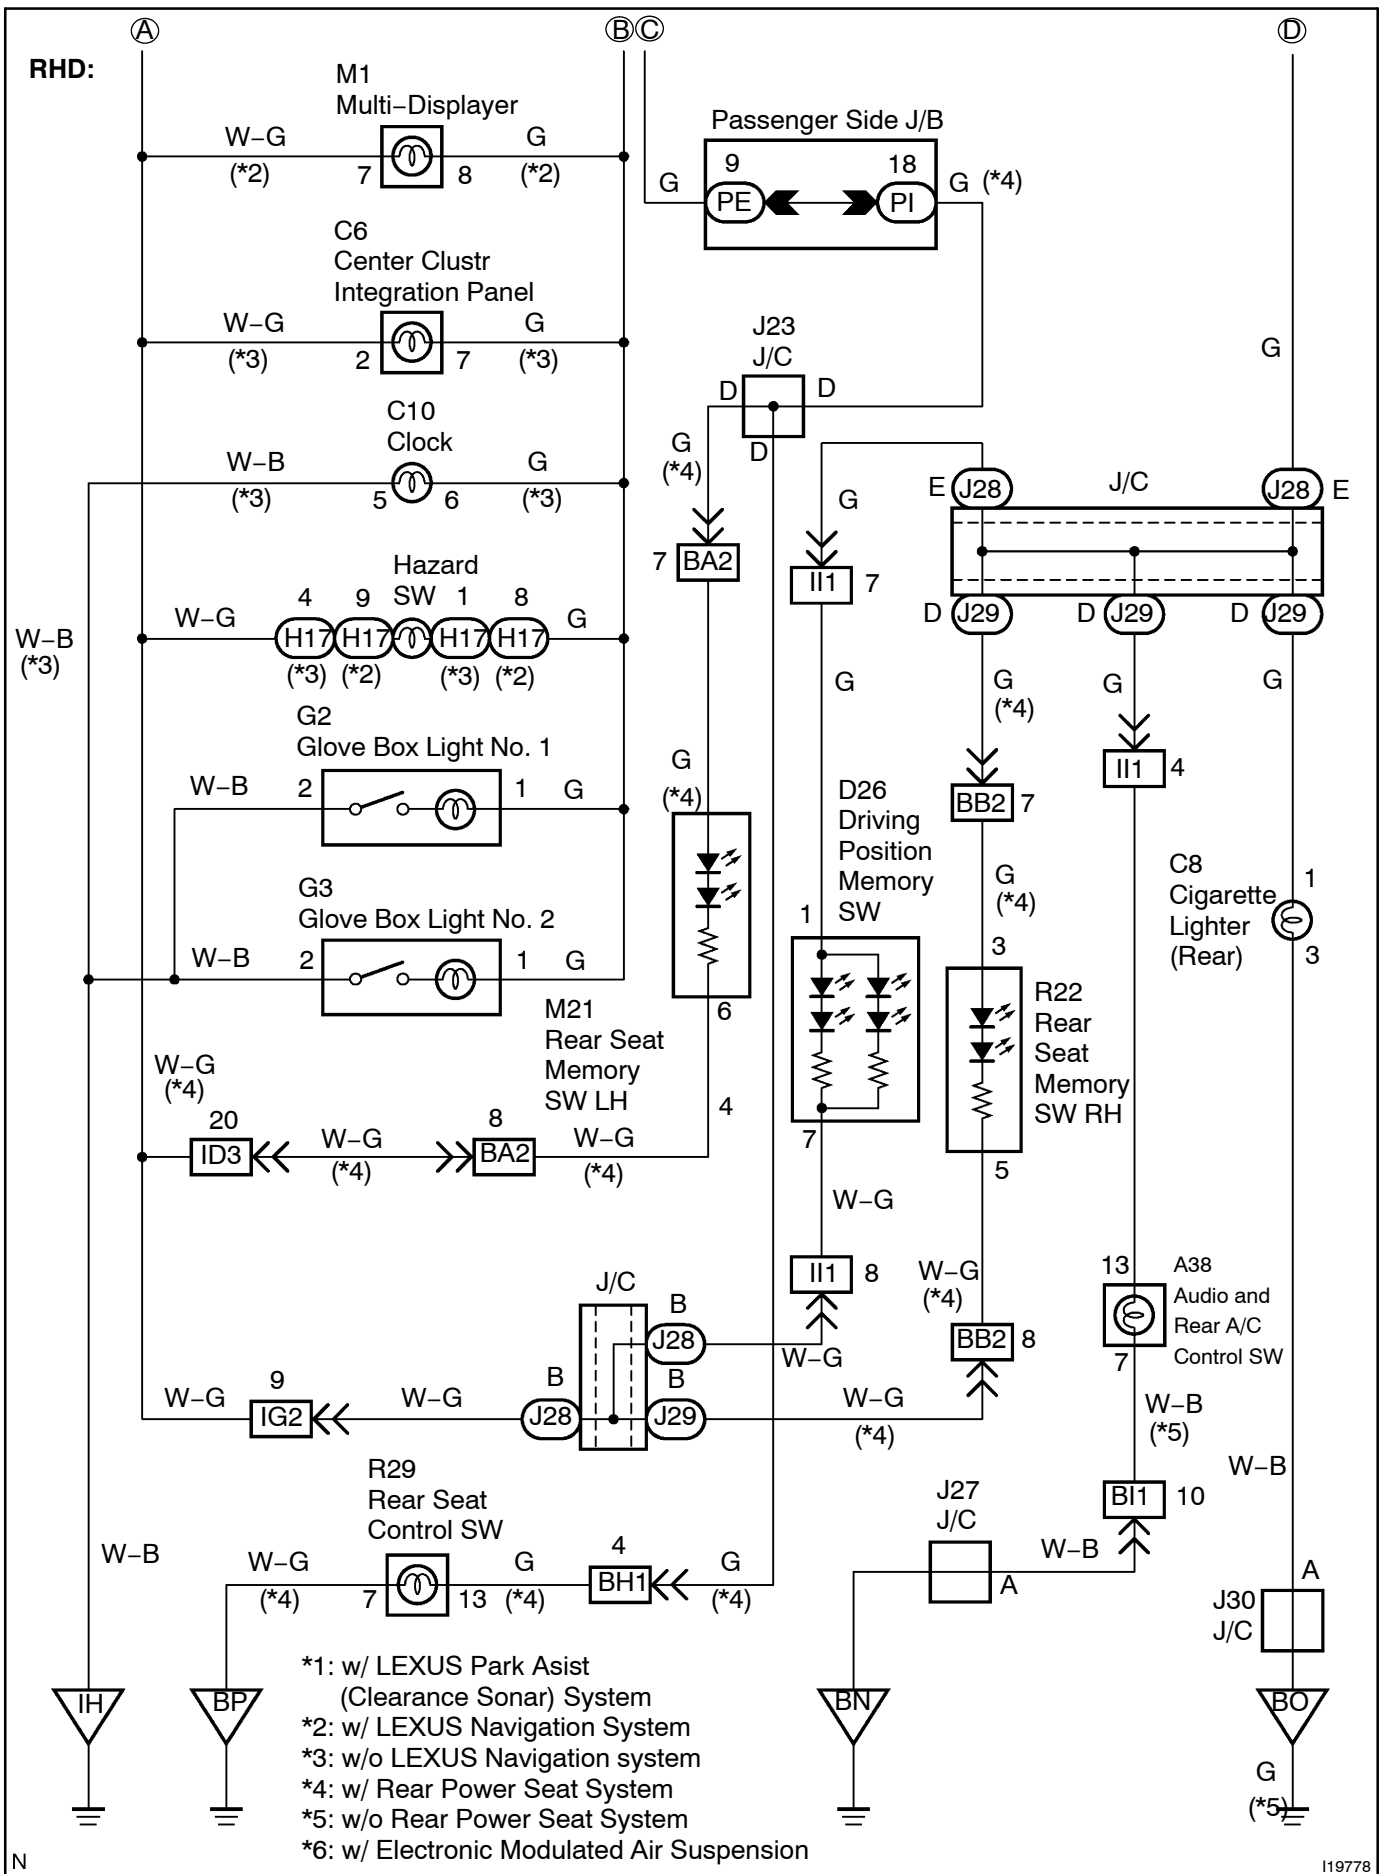 A
B
C
D
RHD:
M1
Multi−Displayer
W−G
G
(*2)
7
8
(*2)
Passenger Side J/B
9
18
G
PE
PI
G
(*4)
C6
Center Clustr
Integration Panel
W−G
G
(*3)
2
7
(*3)
J23
J/C
D
D
D
G
(*4)
G
C10
Clock
W−B
G
(*3)
5
6
(*3)
7
BA2
G
II1
7
E
J28
J/C
J28
E
D
J29
D
J29
D
J29
Hazard
SW
4
9
1
8
W−G
H17
H17
H17
H17
G
(*3)
(*2)
(*3)
(*2)
W−B
(*3)
G
G
(*4)
G
G
G2
Glove Box Light No. 1
W−B
2
1
G
G
(*4)
BB2
7
II1
4
D26
Driving
Position
Memory
SW
1
7
G
(*4)
3
C8
Cigarette
Lighter
(Rear)
1
3
G3
Glove Box Light No. 2
W−B
2
1
G
6
M21
Rear Seat
Memory
SW LH
4
R22
Rear
Seat
Memory
SW RH
5
W−G
(*4)
20
ID3
W−G
(*4)
8
BA2
W−G
(*4)
W−G
II1
8
W−G
(*4)
BB2
8
13
A38
Audio and
Rear A/C
Control SW
7
J/C
B
J28
W−G
B
J28
B
J29
W−G
(*4)
W−G
9
IG2
W−G
W−B
(*5)
W−B
BI1
10
J27
J/C
W−B
A
R29
Rear Seat
Control SW
W−B
W−G
(*4)
7
13
G
(*4)
4
BH1
G
(*4)
A
J30
J/C
IH
BP
BN
BO
G
(*5)
*1: w/ LEXUS Park Asist
(Clearance Sonar) System
*2: w/ LEXUS Navigation System
*3: w/o LEXUS Navigation system
*4: w/ Rear Power Seat System
*5: w/o Rear Power Seat System
*6: w/ Electronic Modulated Air Suspension
N
I19778